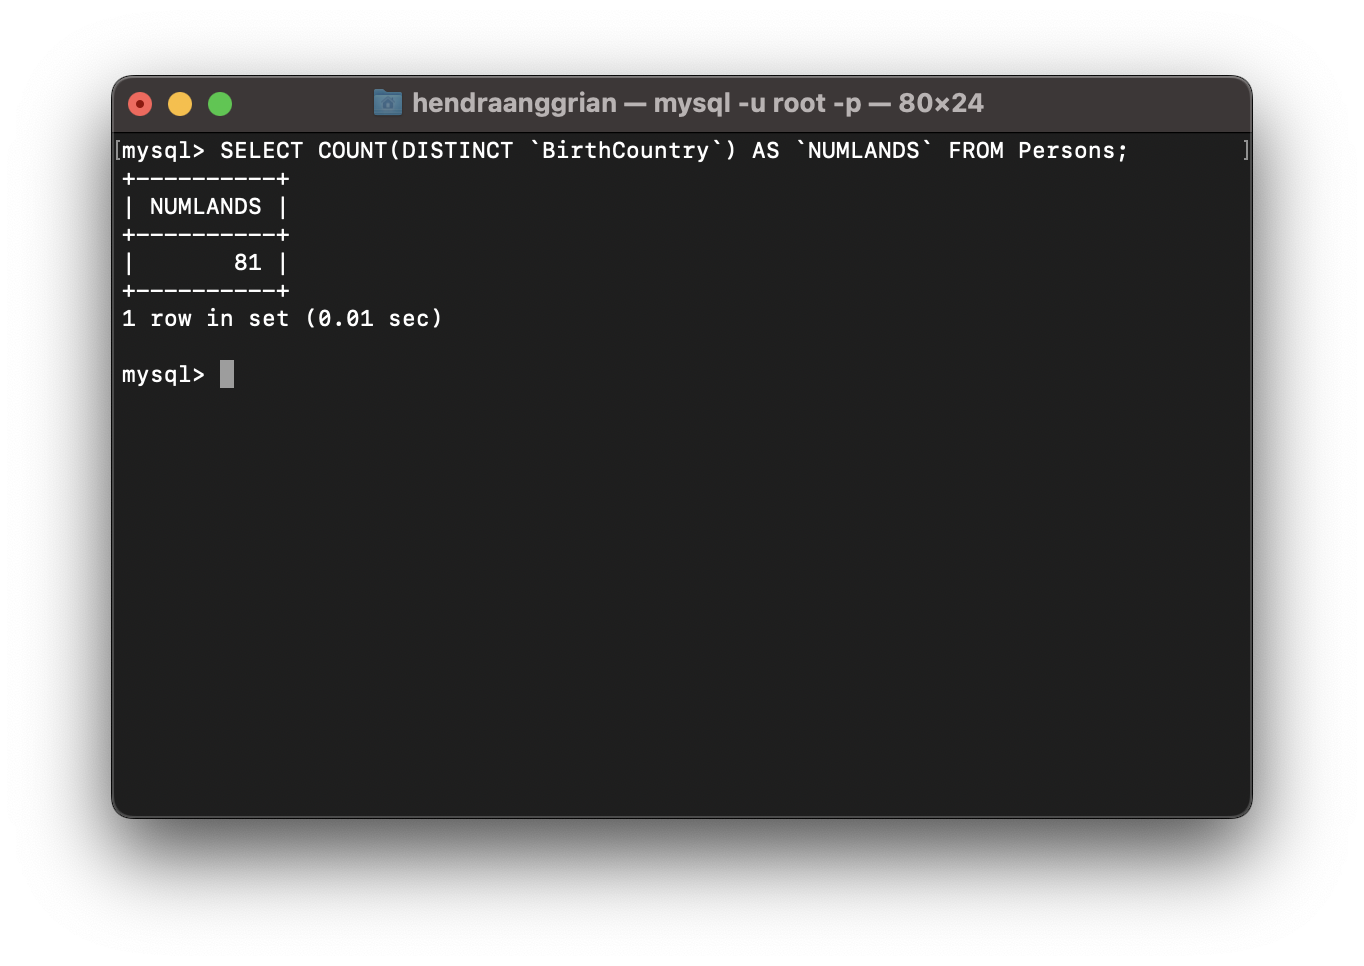 hendraanggrian — mysql -u root -p — 80×24
[mysql> SELECT COUNT(DISTINCT `BirthCountry`) AS `NUMLANDS` FROM Persons; ]
+----------+
| NUMLANDS |
+----------+
|       81 |
+----------+
1 row in set (0.01 sec)
mysql>